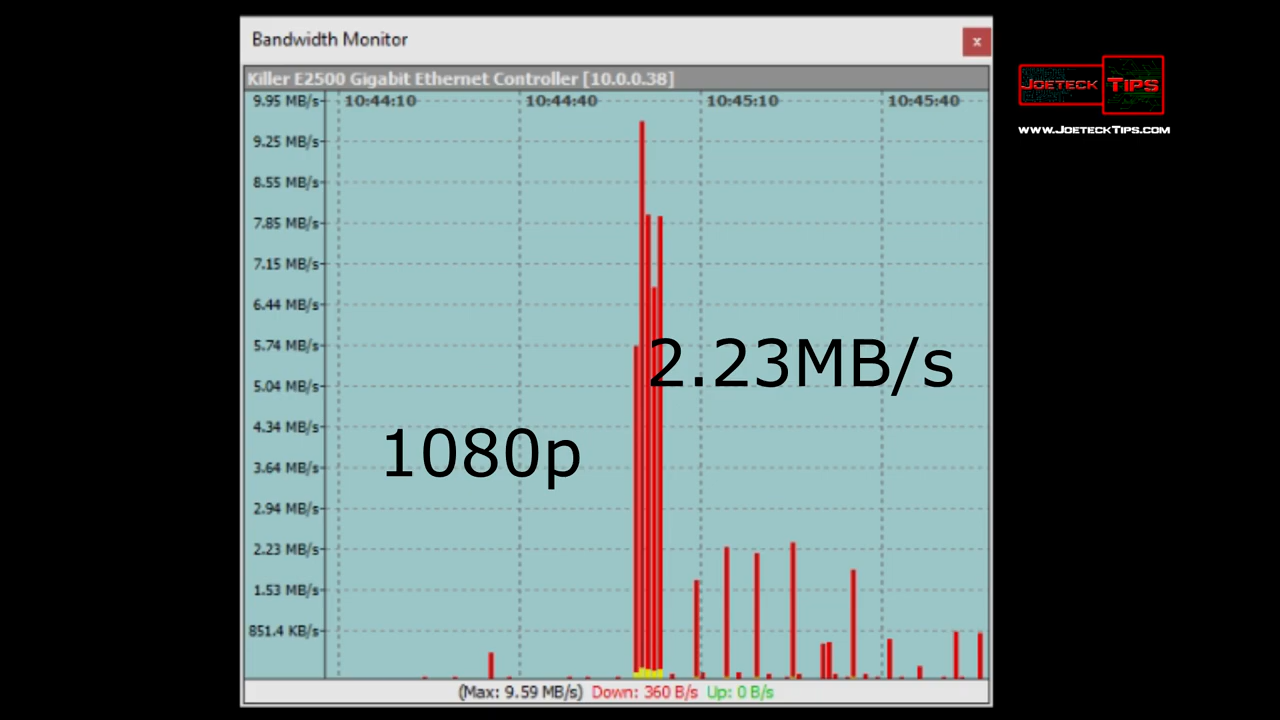 Bandwidth Monitor
x
Killer E2500 Gigabit Ethernet Controller [10.0.0.38]
9.95 MB/s 10:44:10 10:44:40 10:45:10 10:45:40
9.25 MB/s
8.55 MB/s
7.85 MB/s
7.15 MB/s
6.44 MB/s
5.74 MB/s
5.04 MB/s
4.34 MB/s
3.64 MB/s
2.94 MB/s
2.23 MB/s
1.53 MB/s
851.4 KB/s
2.23MB/s
1080p
(Max: 9.59 MB/s) Down: 360 B/s Up: 0 B/s
Joeteck Tips
www.JoeteckTips.com